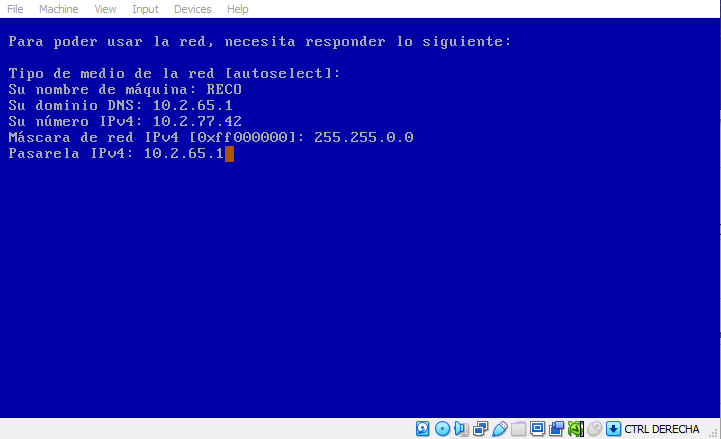 File Machine View Input Devices Help
Para poder usar la red, necesita responder lo siguiente:
Tipo de medio de la red [autoselect]:
Su nombre de máquina: RECO
Su dominio DNS: 10.2.65.1
Su número IPv4: 10.2.77.42
Máscara de red IPv4 [0xff000000]: 255.255.0.0
Pasarela IPv4: 10.2.65.1
CTRL DERECHA